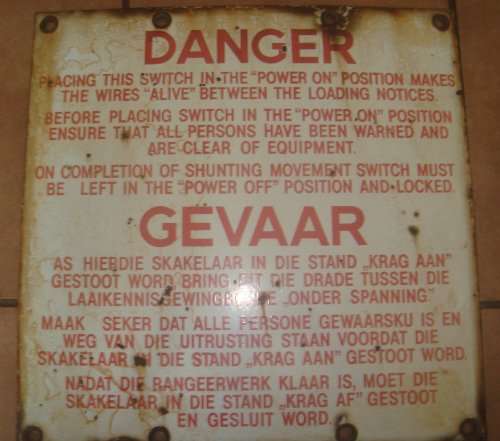 DANGER
PLACING THIS SWITCH IN THE "POWER ON" POSITION MAKES
THE WIRES "ALIVE" BETWEEN THE LOADING NOTICES.
BEFORE PLACING SWITCH IN THE "POWER ON" POSITION
ENSURE THAT ALL PERSONS HAVE BEEN WARNED AND
ARE CLEAR OF EQUIPMENT.
ON COMPLETION OF SHUNTING MOVEMENT SWITCH MUST
BE LEFT IN THE "POWER OFF" POSITION AND LOCKED.
GEVAAR
AS HIERDIE SKAKELAAR IN DIE STAND „KRAG AAN"
GESTOOT WORD BRING DIT DIE DRADE TUSSEN DIE
„ONDER SPANNING."
MAAK SEKER DAT ALLE PERSONE GEWAARSKU IS EN
WEG VAN DIE UITRUSTING STAAN VOORDAT DIE
SKAKELAAR IN DIE STAND „KRAG AAN" GESTOOT WORD.
NADAT DIE RANGEERWERK KLAAR IS, MOET DIE
SKAKELAAR IN DIE STAND „KRAG AF" GESTOOT
EN GESLUIT WORD.